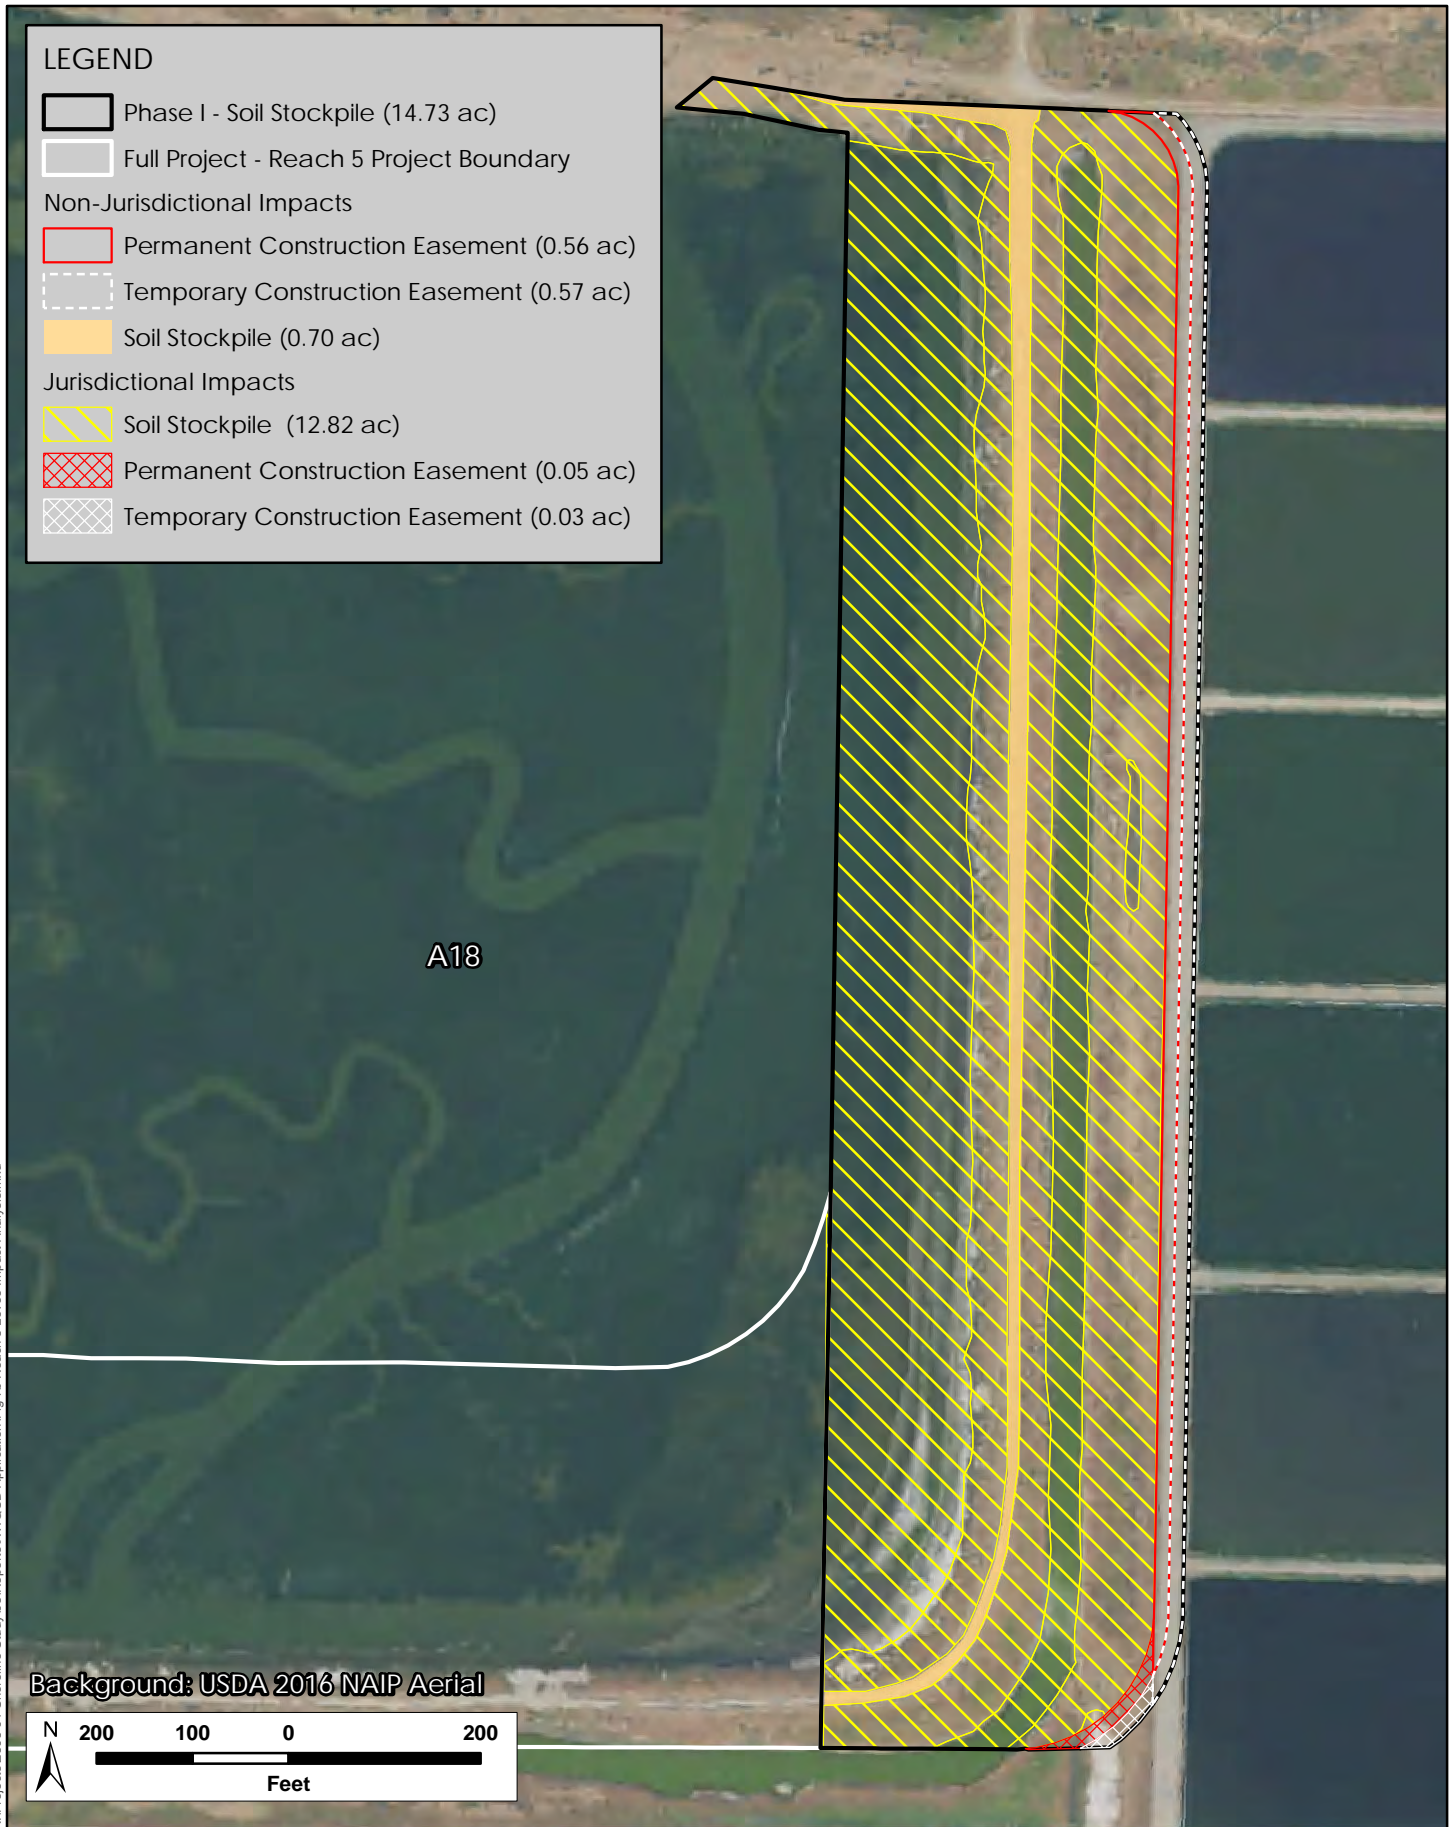 LEGEND
Phase I - Soil Stockpile (14.73 ac)
Full Project - Reach 5 Project Boundary
Non-Jurisdictional Impacts
Permanent Construction Easement (0.56 ac)
Temporary Construction Easement (0.57 ac)
Soil Stockpile (0.70 ac)
Jurisdictional Impacts
Soil Stockpile (12.82 ac)
Permanent Construction Easement (0.05 ac)
Temporary Construction Easement (0.03 ac)
A18
Background: USDA 2016 NAIP Aerial
N
200 100 0 200
Feet